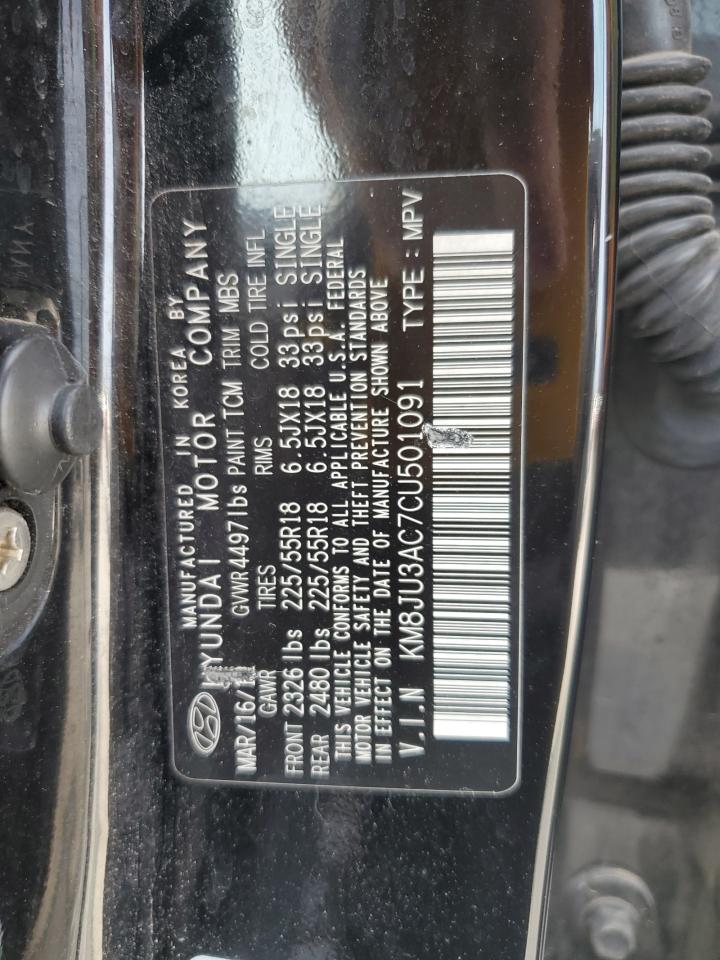 MANUFACTURED IN KOREA BY
HYUNDAI MOTOR COMPANY
MAR/16/ GVWR 4497lbs PAINT TCM TRIM MBS
GAWR TIRES RIMS COLD TIRE INFL
FRONT 2326 lbs 225/55R18 6.5JX18 33psi SINGLE
REAR 2480 lbs 225/55R18 6.5JX18 33psi SINGLE
THIS VEHICLE CONFORMS TO ALL APPLICABLE U.S.A. FEDERAL
MOTOR VEHICLE SAFETY AND THEFT PREVENTION STANDARDS
IN EFFECT ON THE DATE OF MANUFACTURE SHOWN ABOVE
V.I.N KM8JU3AC7CU501091 TYPE : MPV